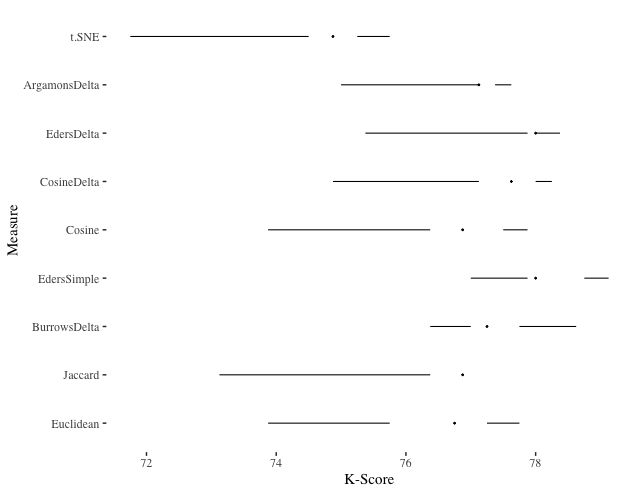 t.SNE
ArgamonsDelta
EdersDelta
CosineDelta
Cosine
EdersSimple
BurrowsDelta
Jaccard
Euclidean
Measure
72 74 76 78
K-Score